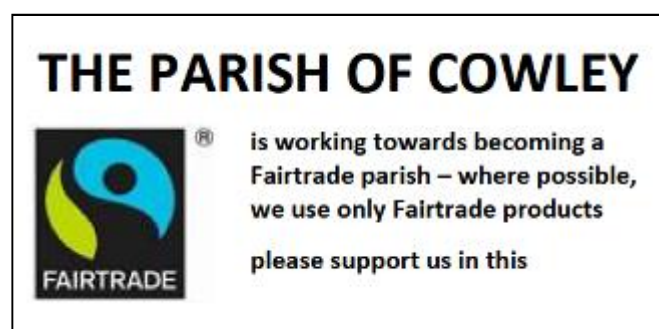 THE PARISH OF COWLEY
®
is working towards becoming a
Fairtrade parish – where possible,
we use only Fairtrade products
please support us in this
FAIRTRADE